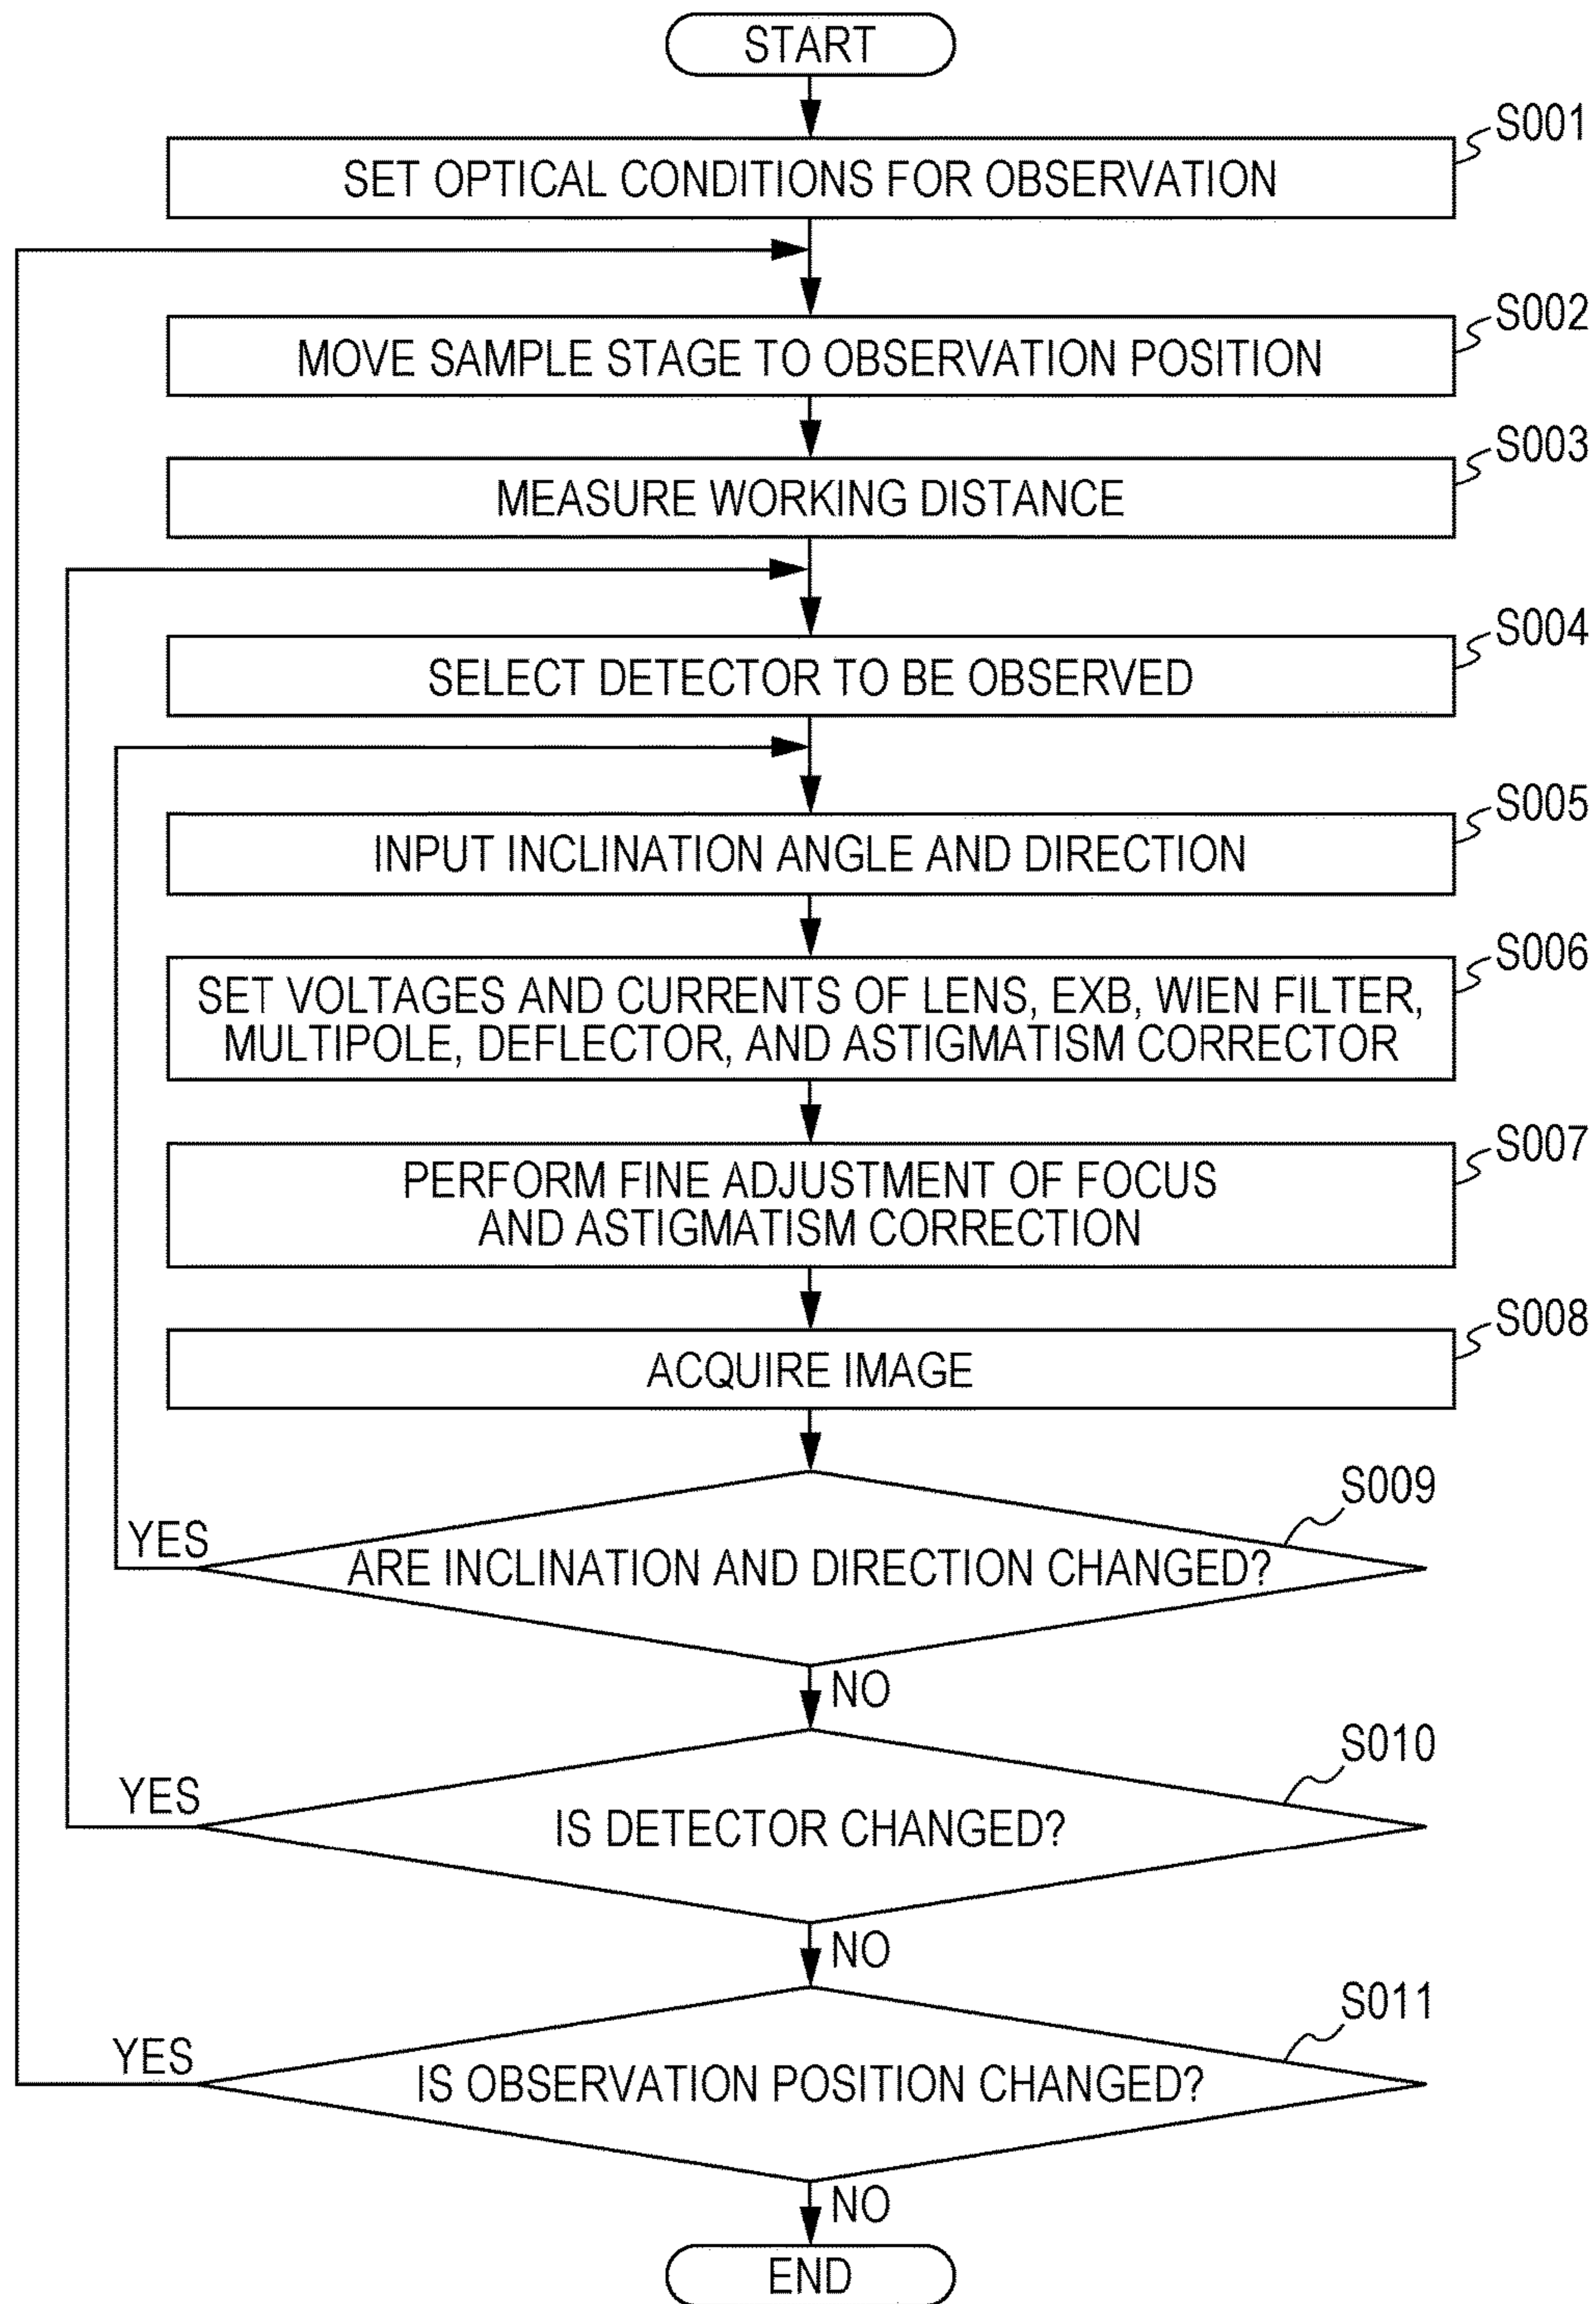 START
S001
SET OPTICAL CONDITIONS FOR OBSERVATION
S002
MOVE SAMPLE STAGE TO OBSERVATION POSITION
S003
MEASURE WORKING DISTANCE
S004
SELECT DETECTOR TO BE OBSERVED
S005
INPUT INCLINATION ANGLE AND DIRECTION
S006
SET VOLTAGES AND CURRENTS OF LENS, EXB, WIEN FILTER,
MULTIPOLE, DEFLECTOR, AND ASTIGMATISM CORRECTOR
S007
PERFORM FINE ADJUSTMENT OF FOCUS
AND ASTIGMATISM CORRECTION
S008
ACQUIRE IMAGE
S009
YES
ARE INCLINATION AND DIRECTION CHANGED?
NO
S010
YES
IS DETECTOR CHANGED?
NO
S011
YES
IS OBSERVATION POSITION CHANGED?
NO
END